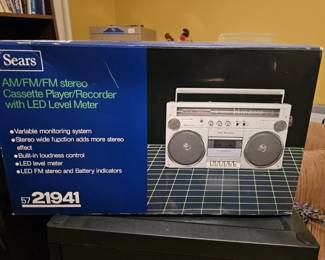 Sears
AM/FM/FM stereo
Cassette Player/Recorder
with LED Level Meter
•Variable monitoring system
•Stereo wide function adds more stereo
effect
•Built-in loudness control
•LED level meter
•LED FM stereo and Battery indicators
57 21941